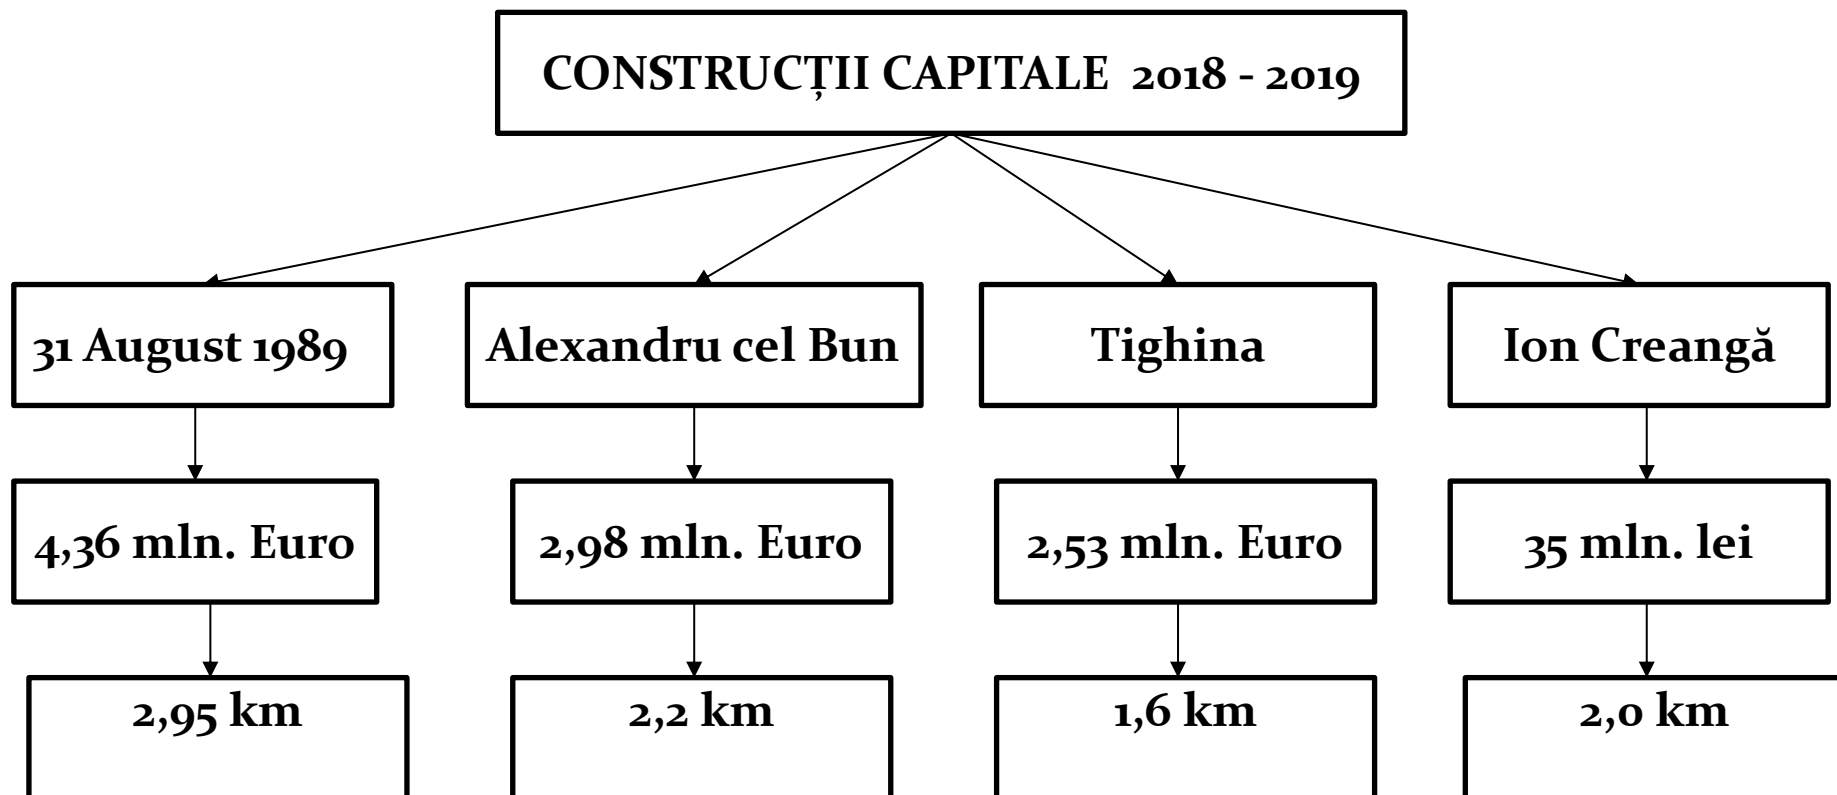 CONSTRUCȚII CAPITALE 2018 - 2019
31 August 1989
Alexandru cel Bun
Tighina
Ion Creangă
4,36 mln. Euro
2,98 mln. Euro
2,53 mln. Euro
35 mln. lei
2,95 km
2,2 km
1,6 km
2,0 km